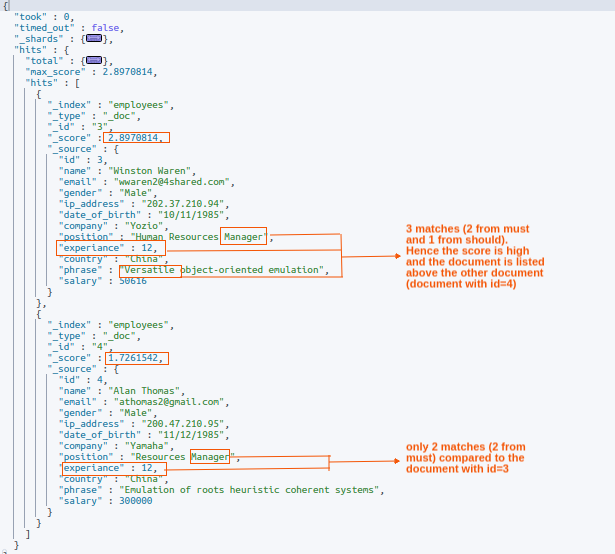 {
"took" : 0,
"timed_out" : false,
"_shards" : {},
"hits" : {
"total" : {},
"max_score" : 2.8970814,
"hits" : [
{
"_index" : "employees",
"_type" : "_doc",
"_id" : "3",
"_score" : 2.8970814,
"_source" : {
"id" : 3,
"name" : "Winston Waren",
"email" : "wwaren2@4shared.com",
"gender" : "Male",
"ip_address" : "202.37.210.94",
"date_of_birth" : "10/11/1985",
"company" : "Yozio",
"position" : "Human Resources Manager",
"experiance" : 12,
"country" : "China",
"phrase" : "Versatile object-oriented emulation",
"salary" : 50616
}
},
3 matches (2 from must
and 1 from should).
Hence the score is high
and the document is listed
above the other document
(document with id=4)
{
"_index" : "employees",
"_type" : "_doc",
"_id" : "4",
"_score" : 1.7261542,
"_source" : {
"id" : 4,
"name" : "Alan Thomas",
"email" : "athomas2@gmail.com",
"gender" : "Male",
"ip_address" : "200.47.210.95",
"date_of_birth" : "11/12/1985",
"company" : "Yamaha",
"position" : "Resources Manager",
"experiance" : 12,
"country" : "China",
"phrase" : "Emulation of roots heuristic coherent systems",
"salary" : 300000
}
}
]
}
only 2 matches (2 from
must) compared to the
document with id=3